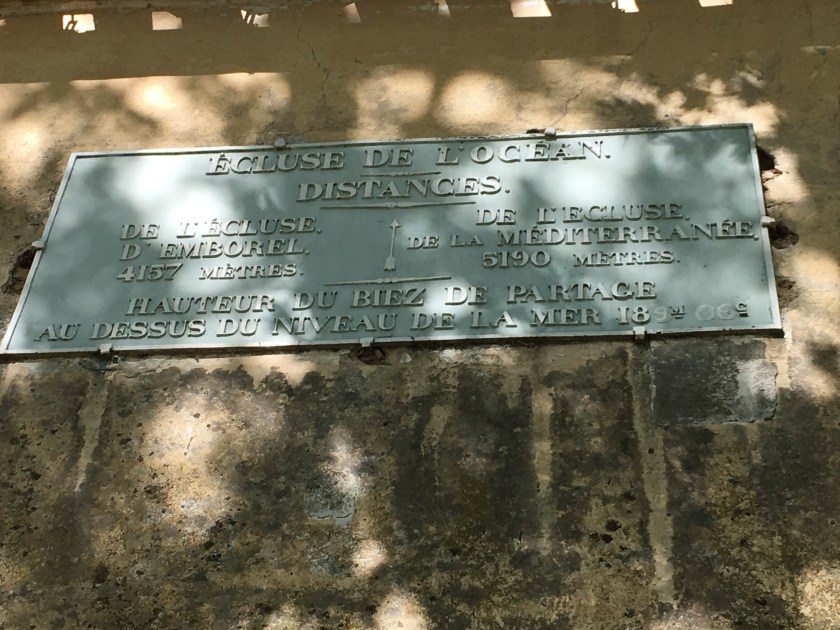 ÉCLUSE DE L'OCÉAN.
DISTANCES.
DE L'ÉCLUSE.
D'EMBOREL.
4157 MÈTRES.
DE L'ÉCLUSE.
DE LA MÉDITERRANÉE.
5190 MÈTRES.
HAUTEUR DU BIEZ DE PARTAGE
AU DESSUS DU NIVEAU DE LA MER